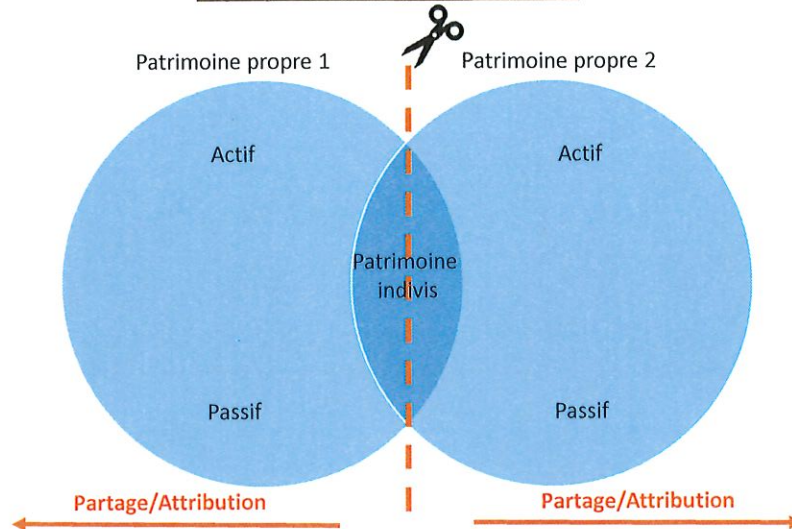 Patrimoine propre 1
Patrimoine propre 2
Actif
Actif
Patrimoine
indivis
Passif
Passif
Partage/Attribution
Partage/Attribution